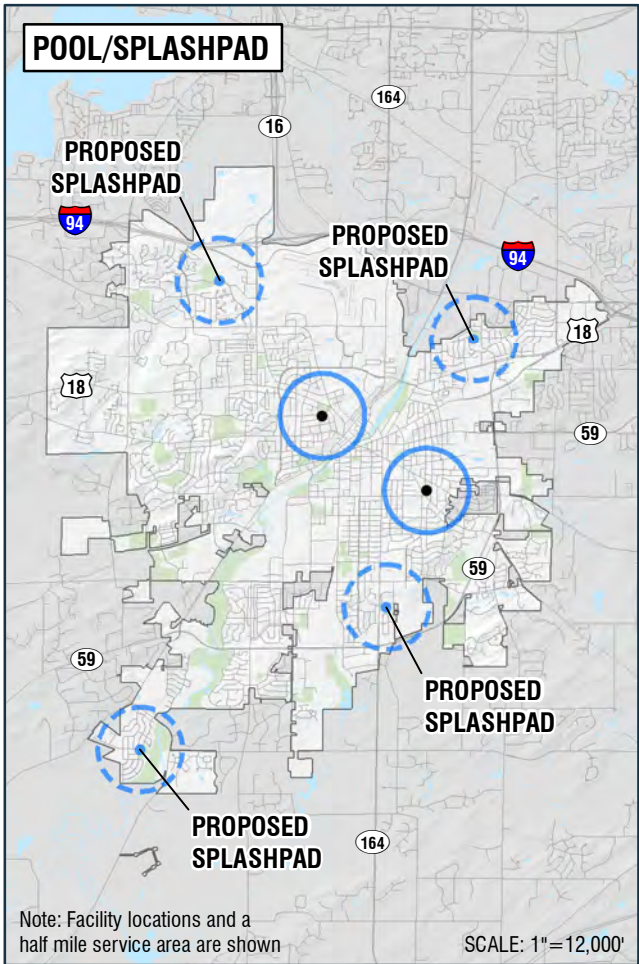 POOL/SPLASHPAD
164
16
PROPOSED
SPLASHPAD
94
PROPOSED
SPLASHPAD
94
18
18
59
59
59
PROPOSED
SPLASHPAD
PROPOSED
SPLASHPAD
164
Note: Facility locations and a
half mile service area are shown
SCALE: 1"=12,000'